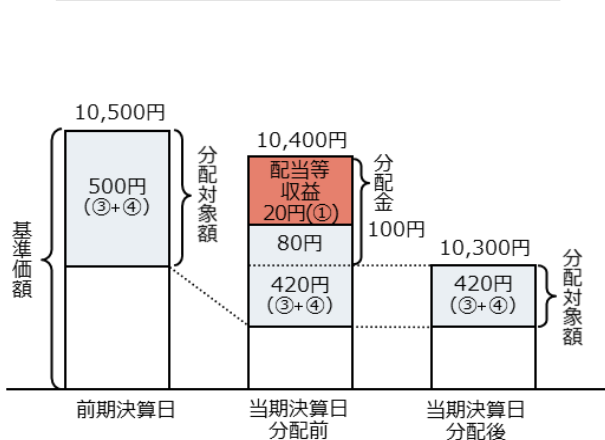 10,500円
500円
(③+④)
分配対象額
基準価額
10,400円
配当等
収益
20円(①)
80円
420円
(③+④)
分配金
100円
10,300円
420円
(③+④)
分配対象額
前期決算日
当期決算日
分配前
当期決算日
分配後